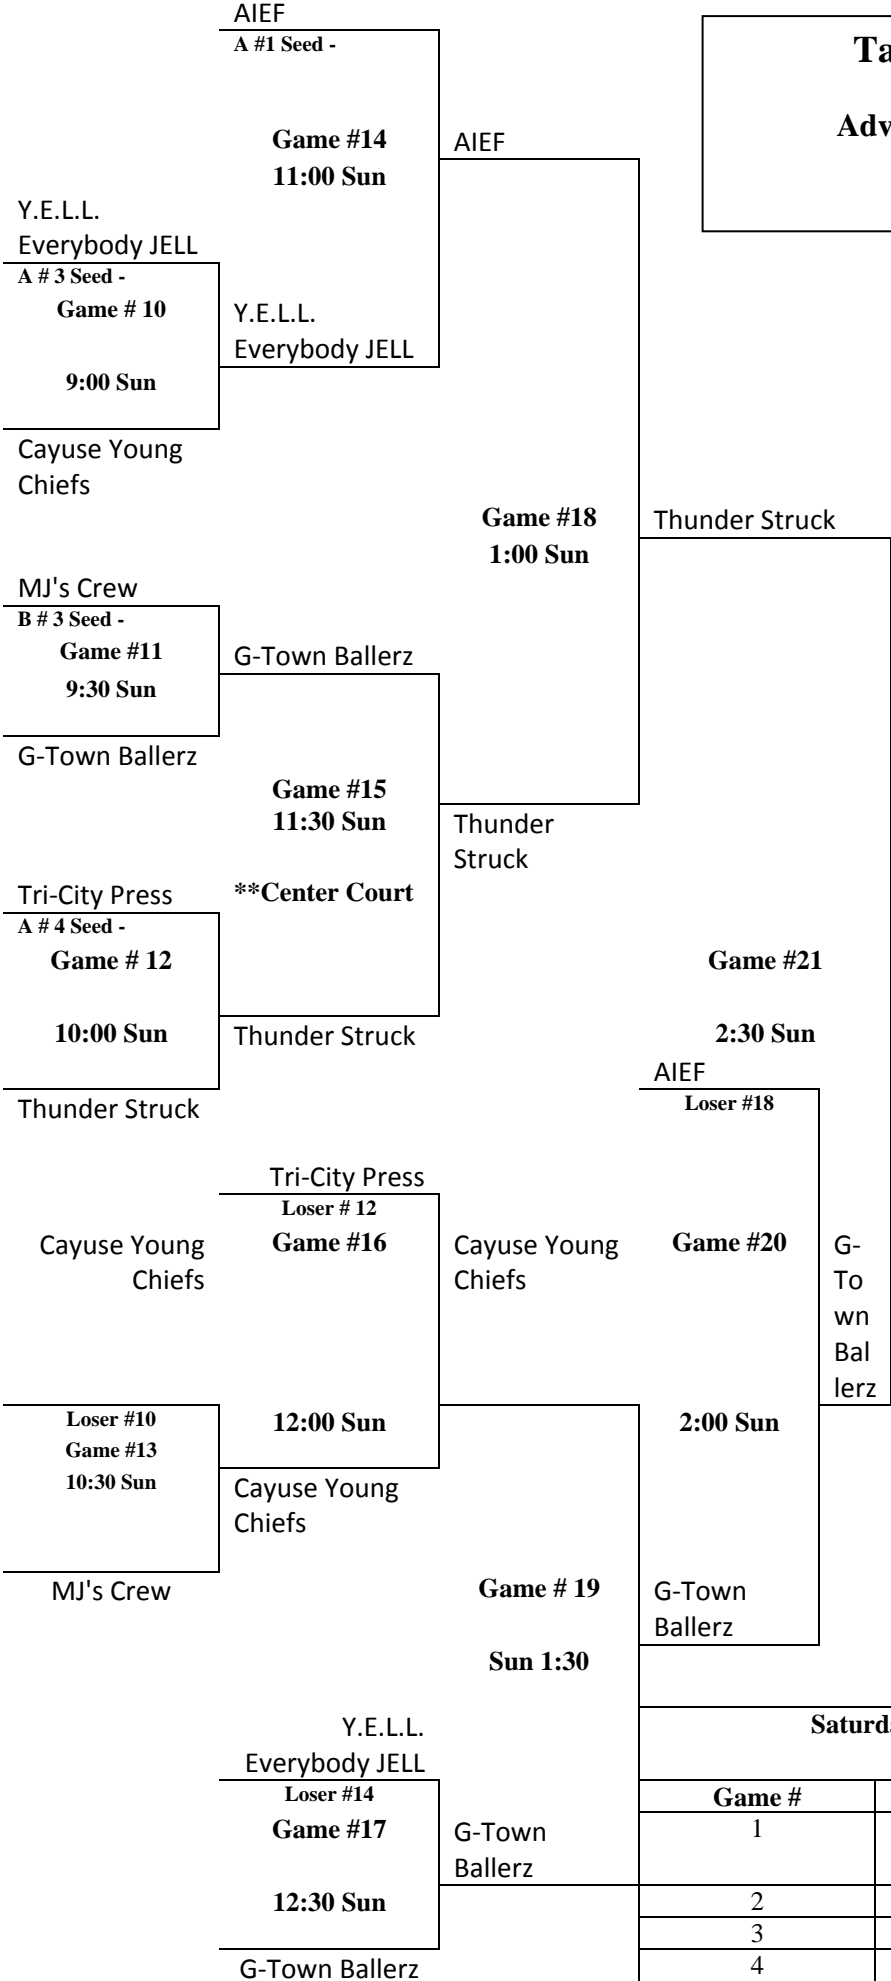 AIEF
A #1 Seed -
Ta
Game #14
AIEF
Adv
11:00 Sun
Y.E.L.L.
Everybody JELL
A # 3 Seed -
Game # 10
Y.E.L.L.
Everybody JELL
9:00 Sun
Cayuse Young
Chiefs
Game #18
Thunder Struck
1:00 Sun
MJ's Crew
B # 3 Seed -
Game #11
G-Town Ballerz
9:30 Sun
G-Town Ballerz
Game #15
11:30 Sun
Thunder
Struck
Tri-City Press
**Center Court
A # 4 Seed -
Game # 12
Game #21
10:00 Sun
Thunder Struck
2:30 Sun
AIEF
Loser #18
Thunder Struck
Tri-City Press
Loser # 12
Cayuse Young
Chiefs
Game #16
Cayuse Young
Chiefs
Game #20
G-
To
wn
Bal
lerz
Loser #10
12:00 Sun
2:00 Sun
Game #13
10:30 Sun
Cayuse Young
Chiefs
MJ's Crew
Game # 19
G-Town
Ballerz
Sun 1:30
Y.E.L.L.
Everybody JELL
Saturd
Loser #14
Game #
Game #17
G-Town
Ballerz
1
12:30 Sun
2
3
G-Town Ballerz
4